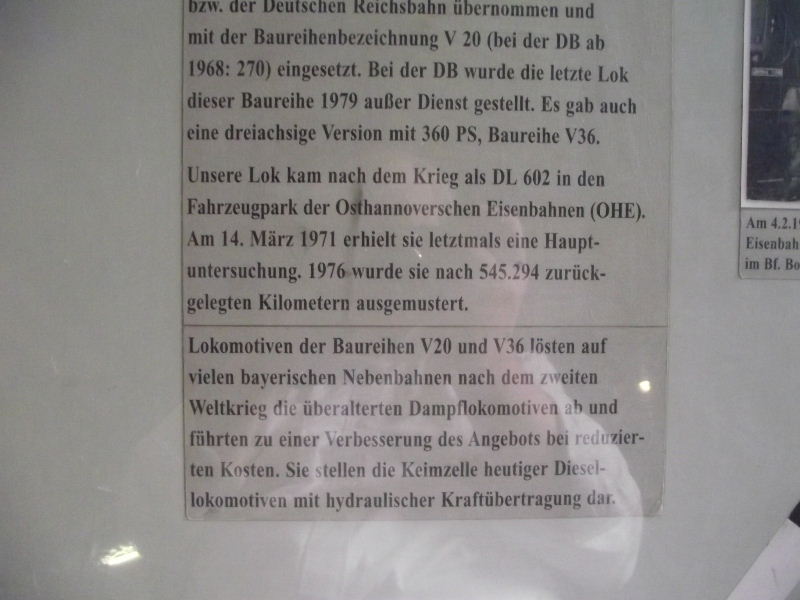 bzw. der Deutschen Reichsbahn übernommen und
mit der Baureihenbezeichnung V 20 (bei der DB ab
1968: 270) eingesetzt. Bei der DB wurde die letzte Lok
dieser Baureihe 1979 außer Dienst gestellt. Es gab auch
eine dreiachsige Version mit 360 PS, Baureihe V36.
Unsere Lok kam nach dem Krieg als DL 602 in den
Fahrzeugpark der Osthannoverschen Eisenbahnen (OHE).
Am 14. März 1971 erhielt sie letztmals eine Haupt-
untersuchung. 1976 wurde sie nach 545.294 zurück-
gelegten Kilometern ausgemustert.
Lokomotiven der Baureihen V20 und V36 lösten auf
vielen bayerischen Nebenbahnen nach dem zweiten
Weltkrieg die überalterten Dampflokomotiven ab und
führten zu einer Verbesserung des Angebots bei reduzier-
ten Kosten. Sie stellen die Keimzelle heutiger Diesel-
lokomotiven mit hydraulischer Kraftübertragung dar.
Am 4.2.19
Eisenbah
im Bf. Bo